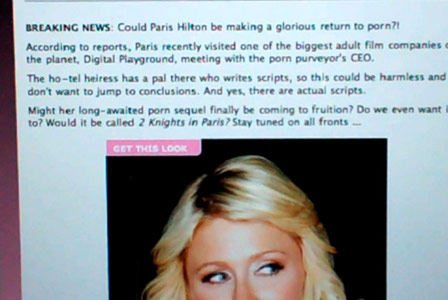 BREAKING NEWS: Could Paris Hilton be making a glorious return to porn?!
According to reports, Paris recently visited one of the biggest adult film companies
the planet, Digital Playground, meeting with the porn purveyor's CEO.
The ho-tel heiress has a pal there who writes scripts, so this could be harmless and
don't want to jump to conclusions. And yes, there are actual scripts.
Might her long-awaited porn sequel finally be coming to fruition? Do we even want
to? Would it be called 2 Knights in Paris? Stay tuned on all fronts ...
GET THIS LOOK